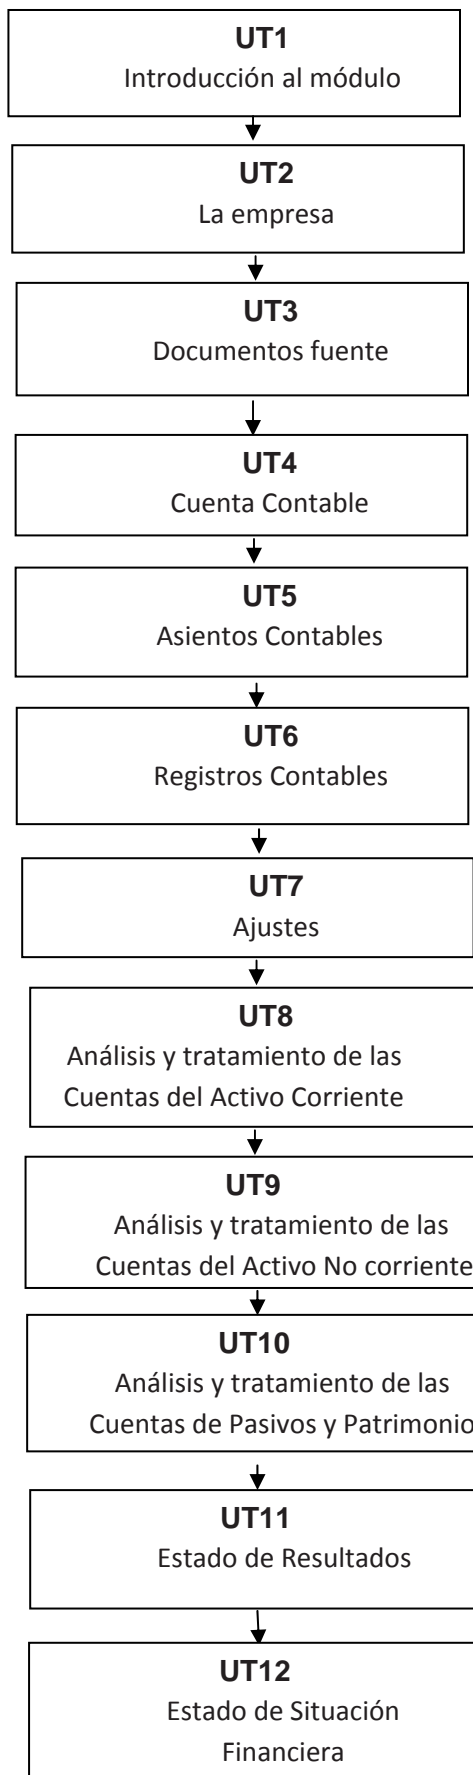 UT1
Introducción al módulo
UT2
La empresa
UT3
Documentos fuente
UT4
Cuenta Contable
UT5
Asientos Contables
UT6
Registros Contables
UT7
Ajustes
UT8
Análisis y tratamiento de las
Cuentas del Activo Corriente
UT9
Análisis y tratamiento de las
Cuentas del Activo No corriente
UT10
Análisis y tratamiento de las
Cuentas de Pasivos y Patrimonio
UT11
Estado de Resultados
UT12
Estado de Situación
Financiera